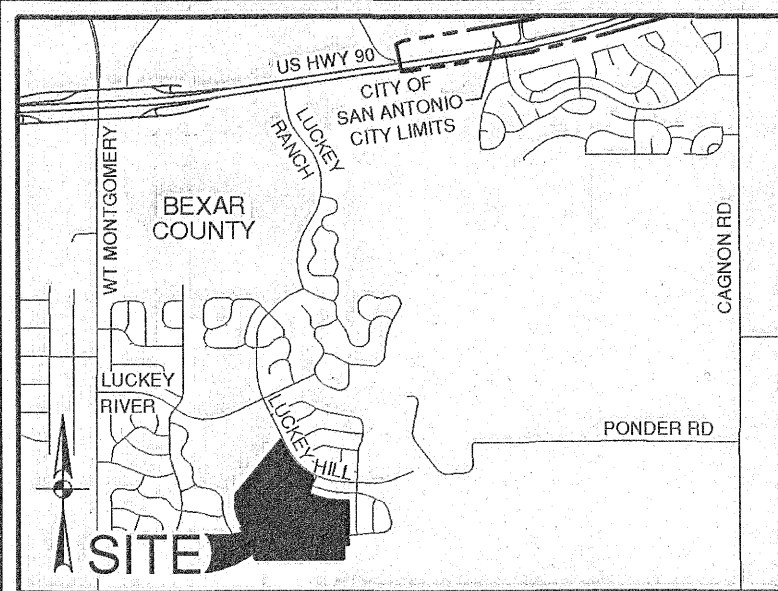 US HWY 90
CITY OF
SAN ANTONIO
CITY LIMITS
LUCKEY
RANCH
WT MONTGOMERY
BEXAR
COUNTY
CAGNON RD
LUCKEY
RIVER
LUCKEY HILL
PONDER RD
SITE